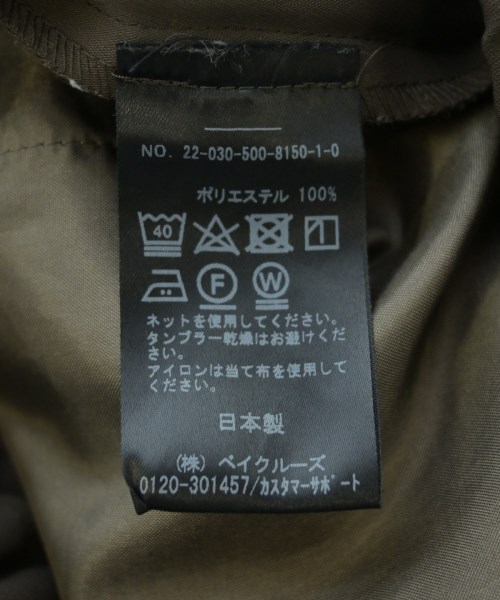 NO. 22-030-500-8150-1-0
ポリエステル 100%
40
F W
ネットを使用してください。
タンブラー乾燥はお避けくだ
さい。
アイロンは当て布を使用して
ください。
日本製
(株) ベイクルーズ
0120-301457/カスタマーサポート